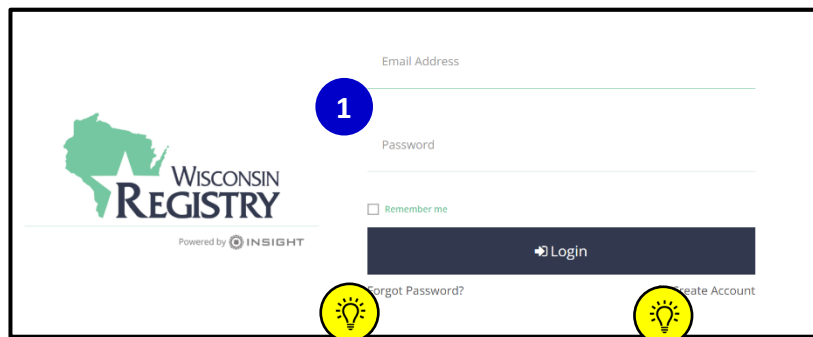 Email Address
1
Password
WISCONSIN
REGISTRY
Powered by INSIGHT
Remember me
Login
Forgot Password?
Create Account